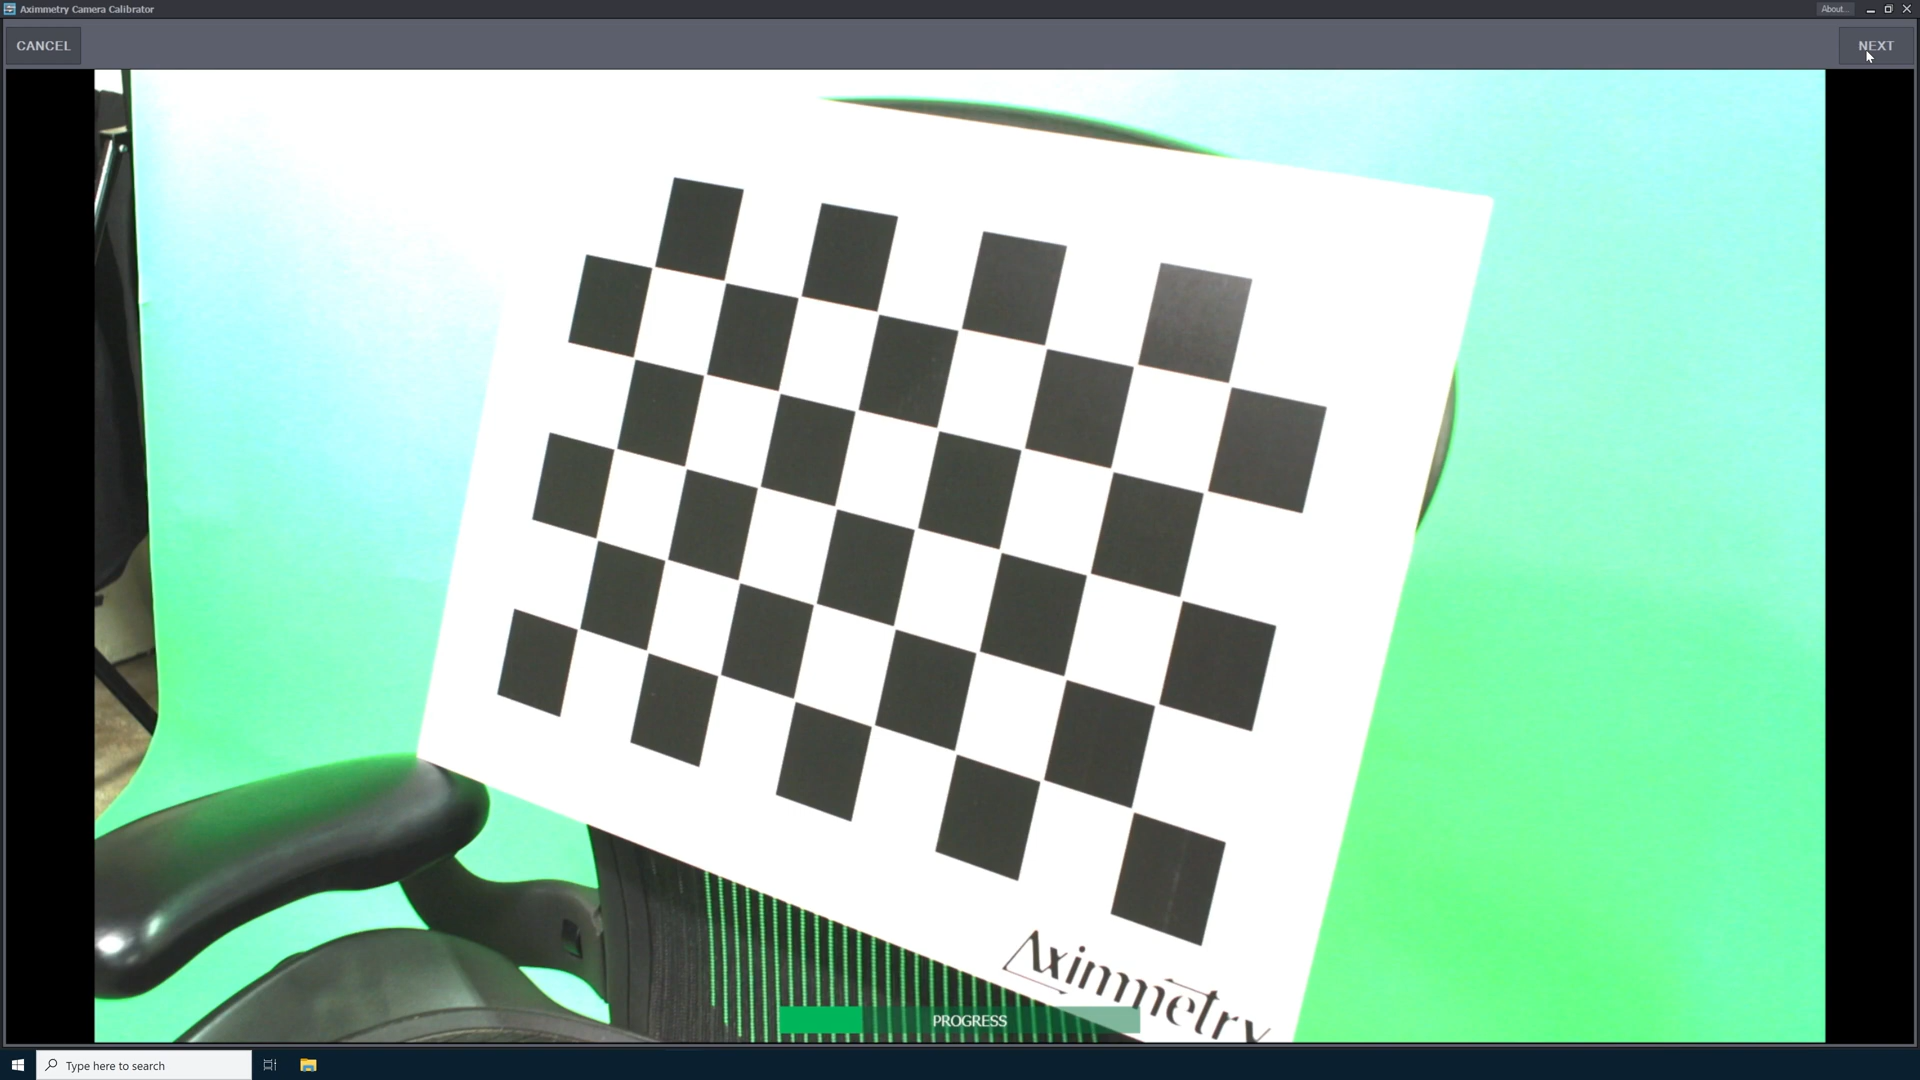 Aximmetry Camera Calibrator
About...
CANCEL
NEXT
Aximmetry
PROGRESS
Type here to search